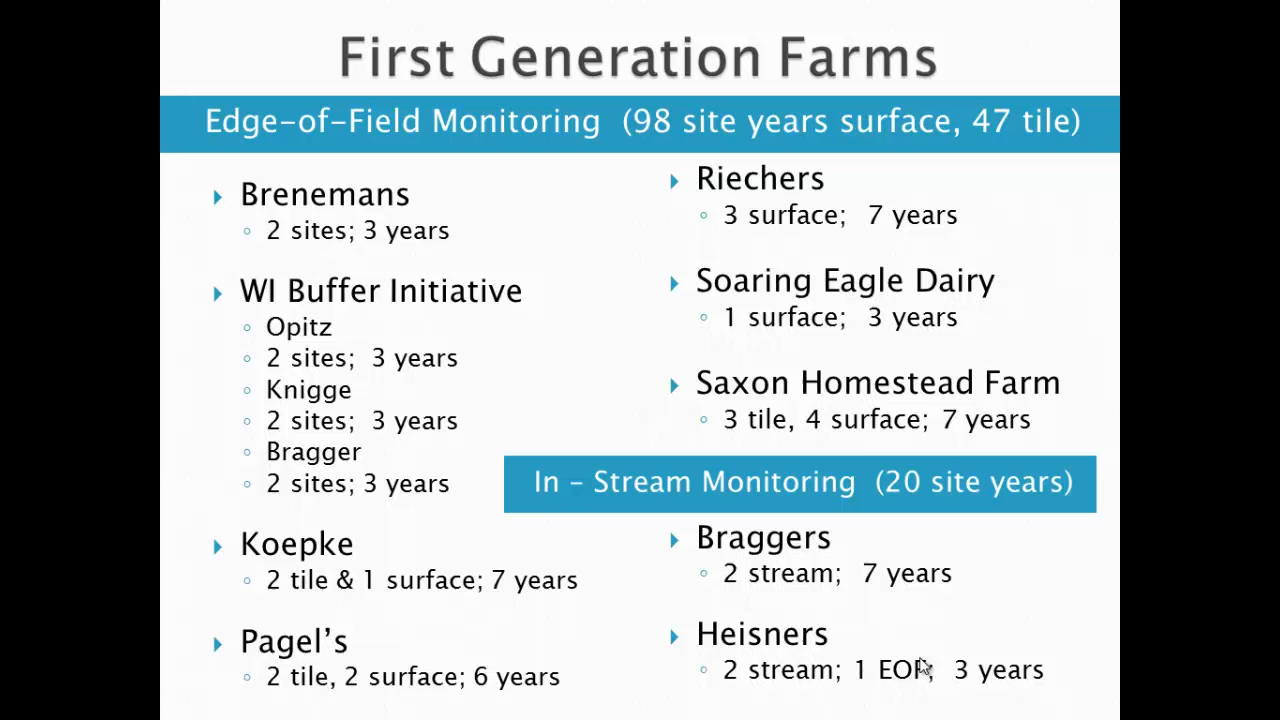 First Generation Farms
Edge-of-Field Monitoring (98 site years surface, 47 tile)
Brenemans
2 sites; 3 years
WI Buffer Initiative
Opitz
2 sites; 3 years
Knigge
2 sites; 3 years
Bragger
2 sites; 3 years
Koepke
2 tile & 1 surface; 7 years
Pagel’s
2 tile, 2 surface; 6 years
Riechers
3 surface; 7 years
Soaring Eagle Dairy
1 surface; 3 years
Saxon Homestead Farm
3 tile, 4 surface; 7 years
In - Stream Monitoring (20 site years)
Braggers
2 stream; 7 years
Heisners
2 stream; 1 EOF; 3 years